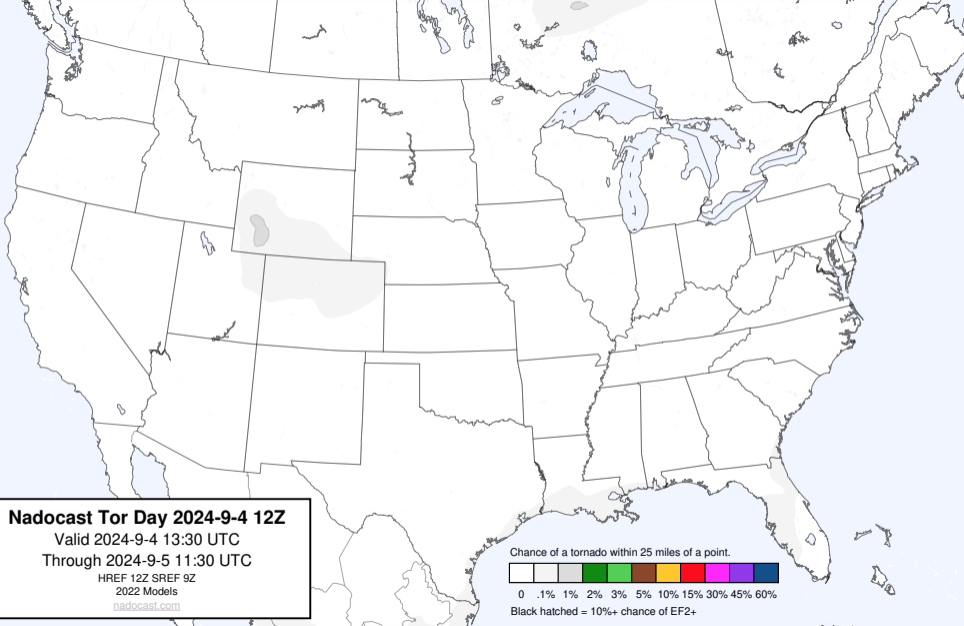 Nadocast Tor Day 2024-9-4 12Z
Valid 2024-9-4 13:30 UTC
Through 2024-9-5 11:30 UTC
HREF 12Z SREF 9Z
2022 Models
nadocast.com
Chance of a tornado within 25 miles of a point.
0 .1% 1% 2% 3% 5% 10% 15% 30% 45% 60%
Black hatched = 10%+ chance of EF2+